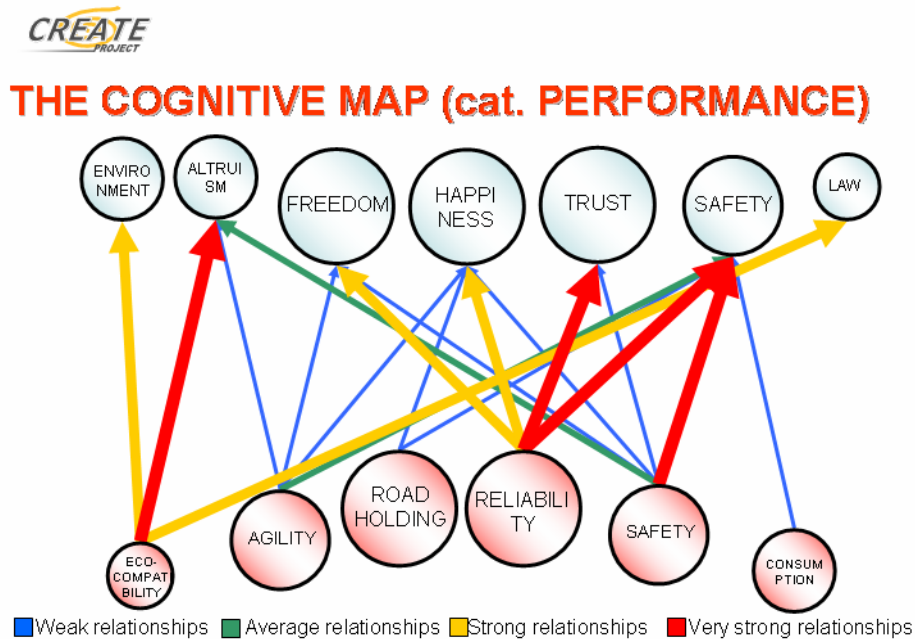 CREATE
PROJECT
THE COGNITIVE MAP (cat. PERFORMANCE)
ENVIRO
NMENT
ALTRUI
SM
FREEDOM
HAPPI
NESS
TRUST
SAFETY
LAW
ECO-
COMPATI
BILITY
AGILITY
ROAD
HOLDING
RELIABILI
TY
SAFETY
CONSUM
PTION
Weak relationships
Average relationships
Strong relationships
Very strong relationships